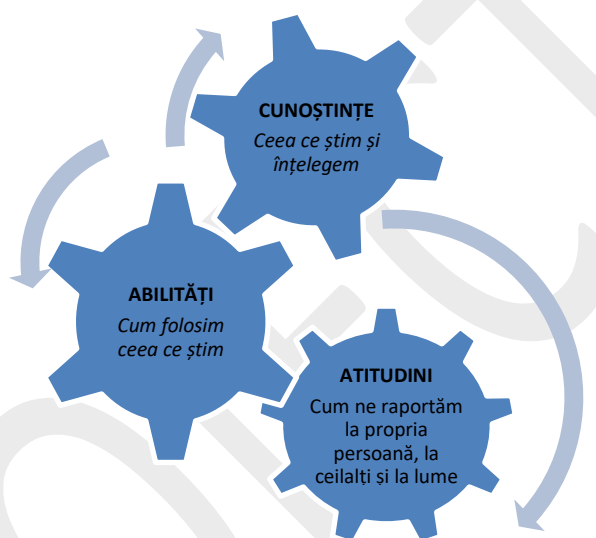 CUNOȘTINȚE
Ceea ce știm și
înțelegem
ABILITĂȚI
Cum folosim
ceea ce știm
ATITUDINI
Cum ne raportăm
la propria
persoană, la
ceilalți și la lume